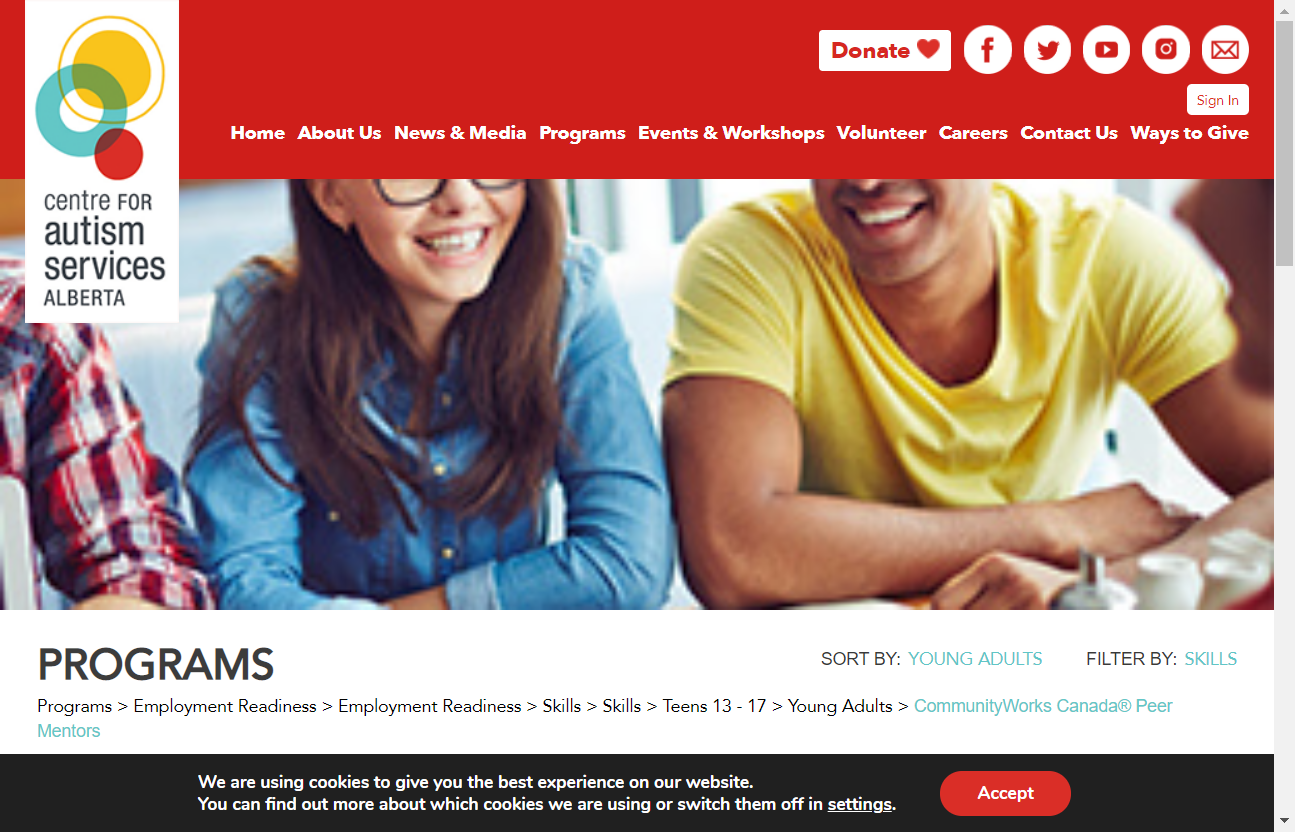 centre FOR
autism
services
ALBERTA
Donate
Sign In
Home About Us News & Media Programs Events & Workshops Volunteer Careers Contact Us Ways to Give
PROGRAMS
SORT BY: YOUNG ADULTS FILTER BY: SKILLS
Programs > Employment Readiness > Employment Readiness > Skills > Skills > Teens 13 - 17 > Young Adults > CommunityWorks Canada® Peer
Mentors
We are using cookies to give you the best experience on our website.
You can find out more about which cookies we are using or switch them off in settings.
Accept